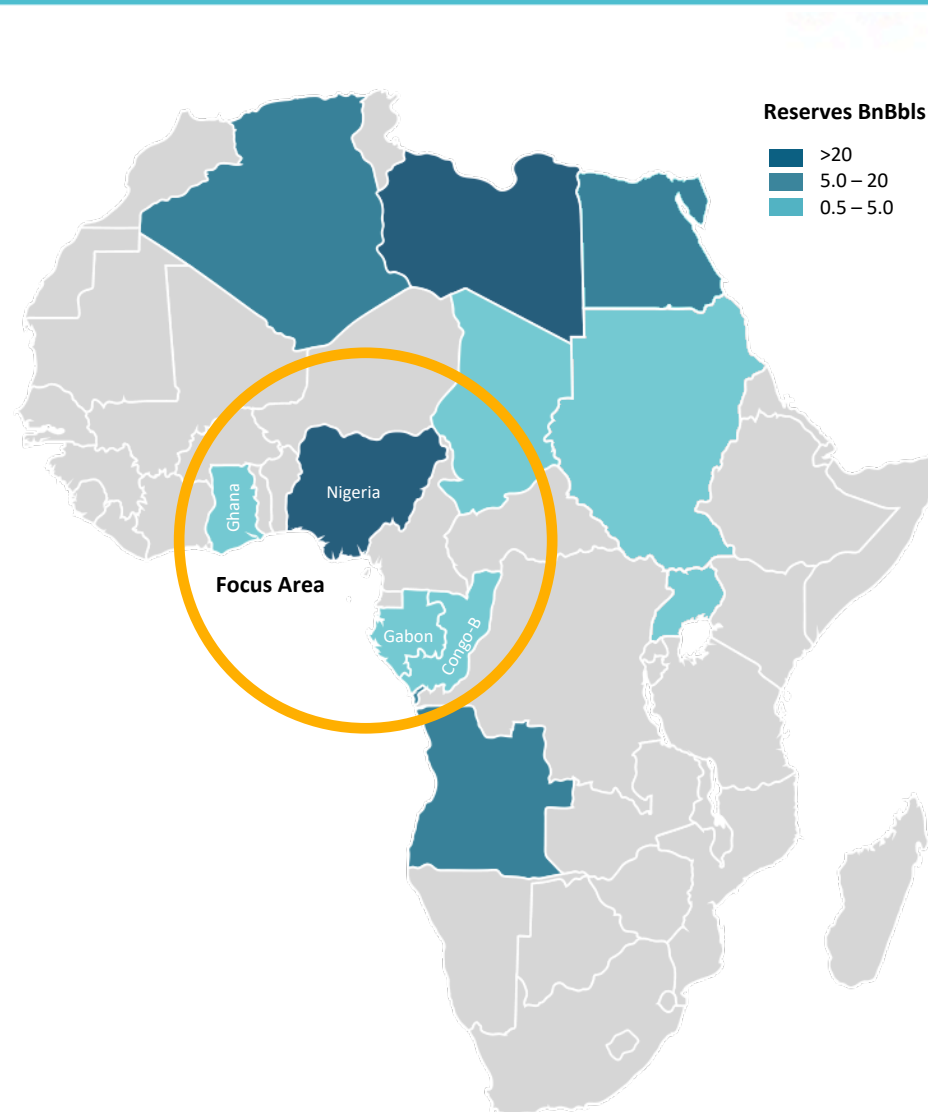 Reserves BnBbls
>20
5.0 – 20
0.5 – 5.0
Nigeria
Ghana
Focus Area
Gabon
Congo-B